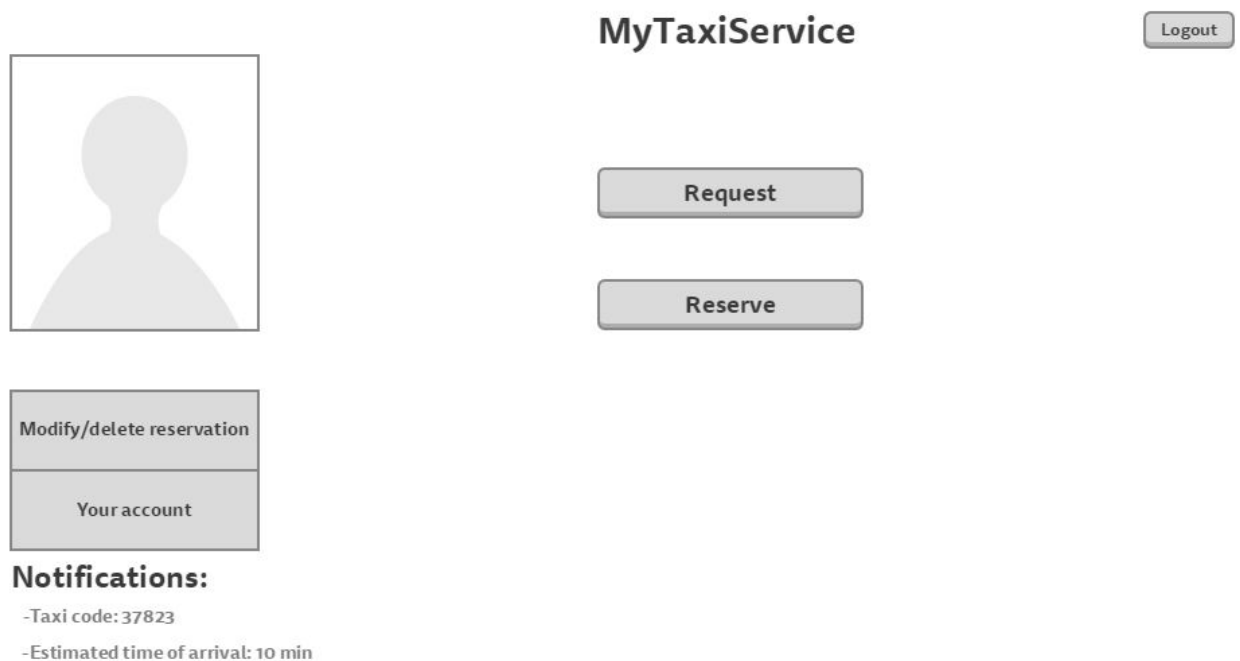 MyTaxiService
Logout
Request
Reserve
Modify/delete reservation
Your account
Notifications:
-Taxi code: 37823
-Estimated time of arrival: 10 min